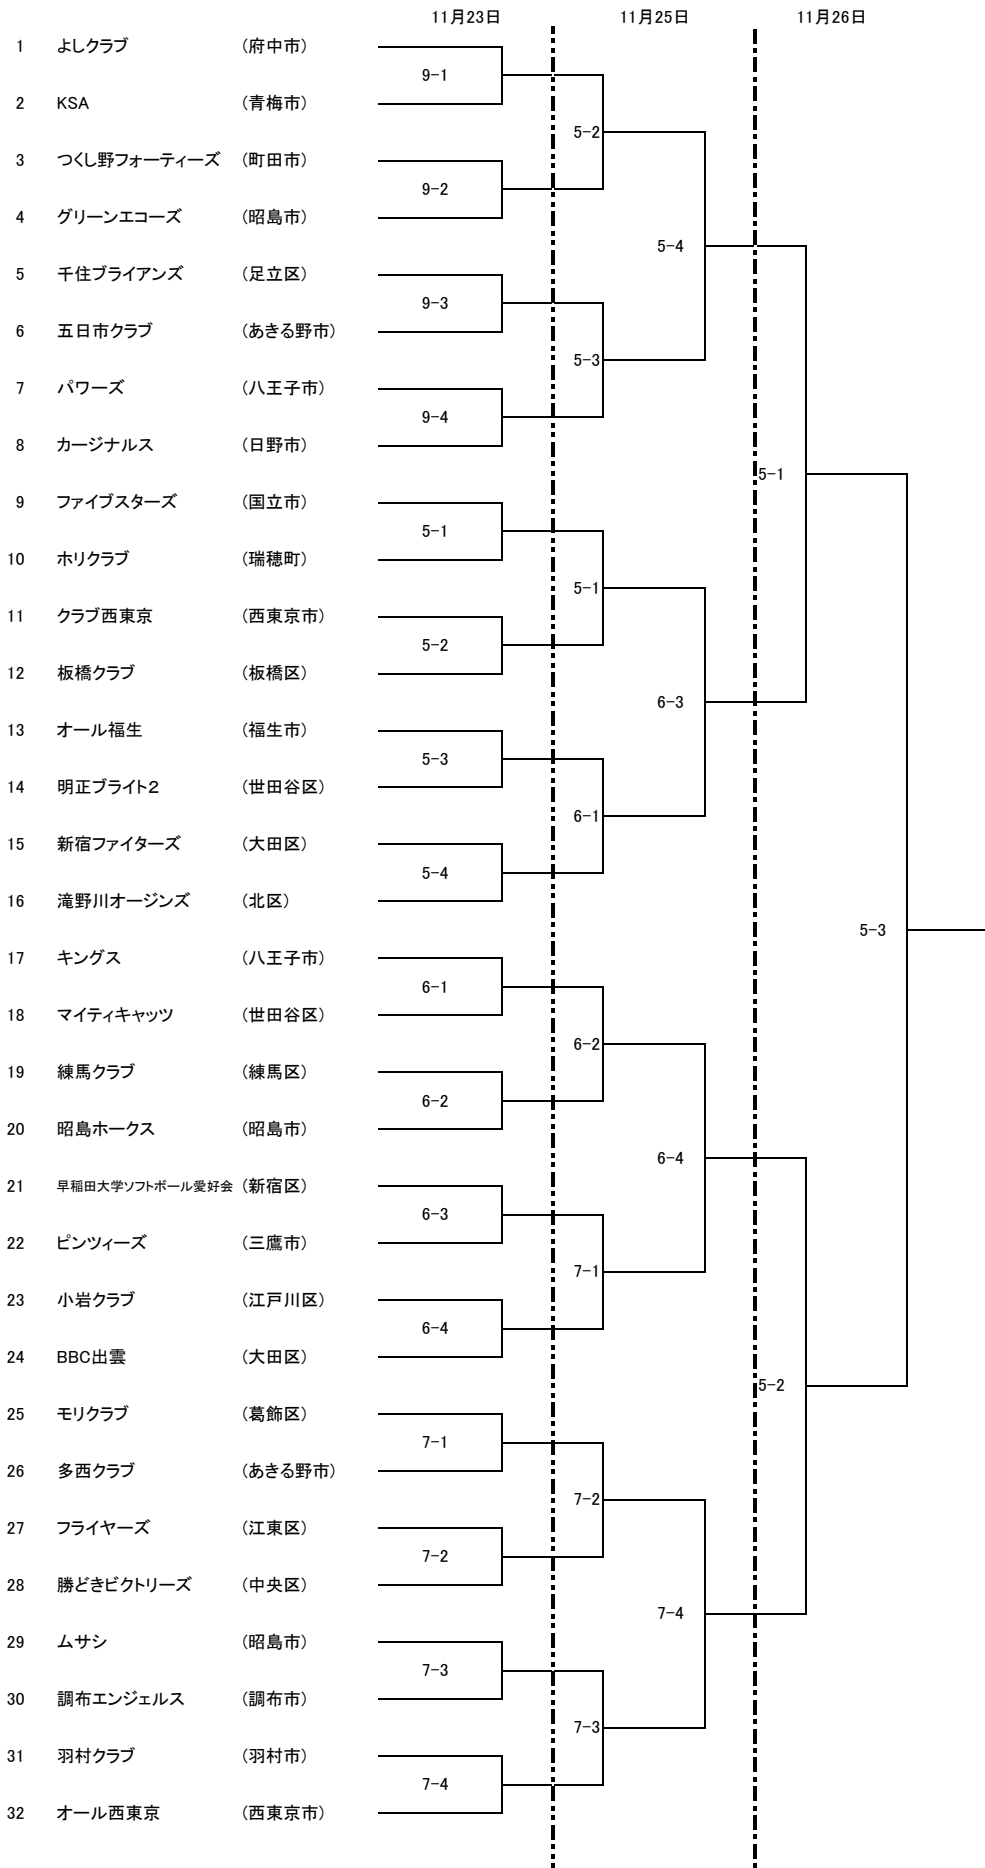 11月23日 11月25日 11月26日
1 よしクラブ (府中市)
9-1
2 KSA (青梅市)
5-2
3 つくし野フォーティーズ (町田市)
9-2
4 グリーンエコーズ (昭島市)
5-4
5 千住ブライアンズ (足立区)
9-3
6 五日市クラブ (あきる野市)
5-3
7 パワーズ (八王子市)
9-4
8 カージナルス (日野市)
5-1
9 ファイブスターズ (国立市)
5-1
10 ホリクラブ (瑞穂町)
5-1
11 クラブ西東京 (西東京市)
5-2
12 板橋クラブ (板橋区)
6-3
13 オール福生 (福生市)
5-3
14 明正ブライト2 (世田谷区)
6-1
15 新宿ファイターズ (大田区)
5-4
16 滝野川オージンズ (北区)
5-3
17 キングス (八王子市)
6-1
18 マイティキャッツ (世田谷区)
6-2
19 練馬クラブ (練馬区)
6-2
20 昭島ホークス (昭島市)
6-4
21 早稲田大学ソフトボール愛好会 (新宿区)
6-3
22 ピンツィーズ (三鷹市)
7-1
23 小岩クラブ (江戸川区)
6-4
24 BBC出雲 (大田区)
5-2
25 モリクラブ (葛飾区)
7-1
26 多西クラブ (あきる野市)
7-2
27 フライヤーズ (江東区)
7-2
28 勝どきビクトリーズ (中央区)
7-4
29 ムサシ (昭島市)
7-3
30 調布エンジェルス (調布市)
7-3
31 羽村クラブ (羽村市)
7-4
32 オール西東京 (西東京市)